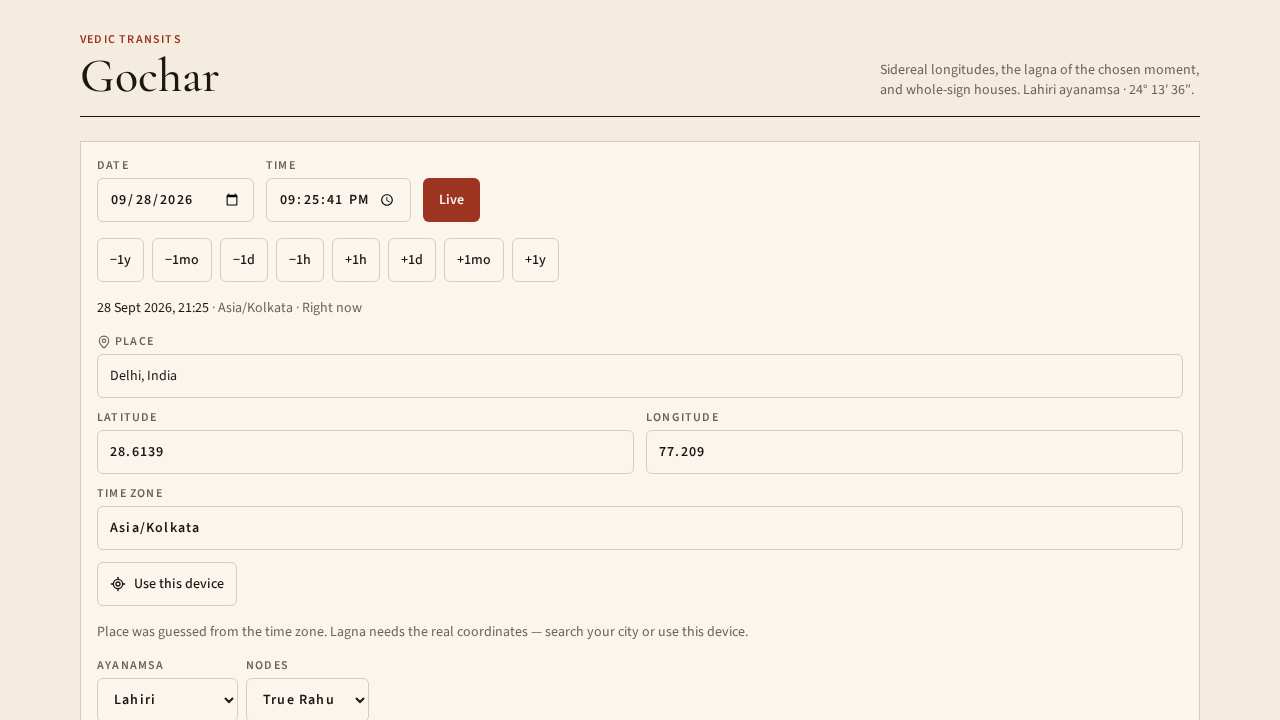 VEDIC TRANSITS
Gochar
Sidereal longitudes, the lagna of the chosen moment,
and whole-sign houses. Lahiri ayanamsa · 24° 13′ 36″.
DATE TIME
09/28/2026 09:25:41 PM Live
−1y −1mo −1d −1h +1h +1d +1mo +1y
28 Sept 2026, 21:25 · Asia/Kolkata · Right now
PLACE
Delhi, India
LATITUDE LONGITUDE
28.6139 77.209
TIME ZONE
Asia/Kolkata
Use this device
Place was guessed from the time zone. Lagna needs the real coordinates — search your city or use this device.
AYANAMSA NODES
Lahiri True Rahu